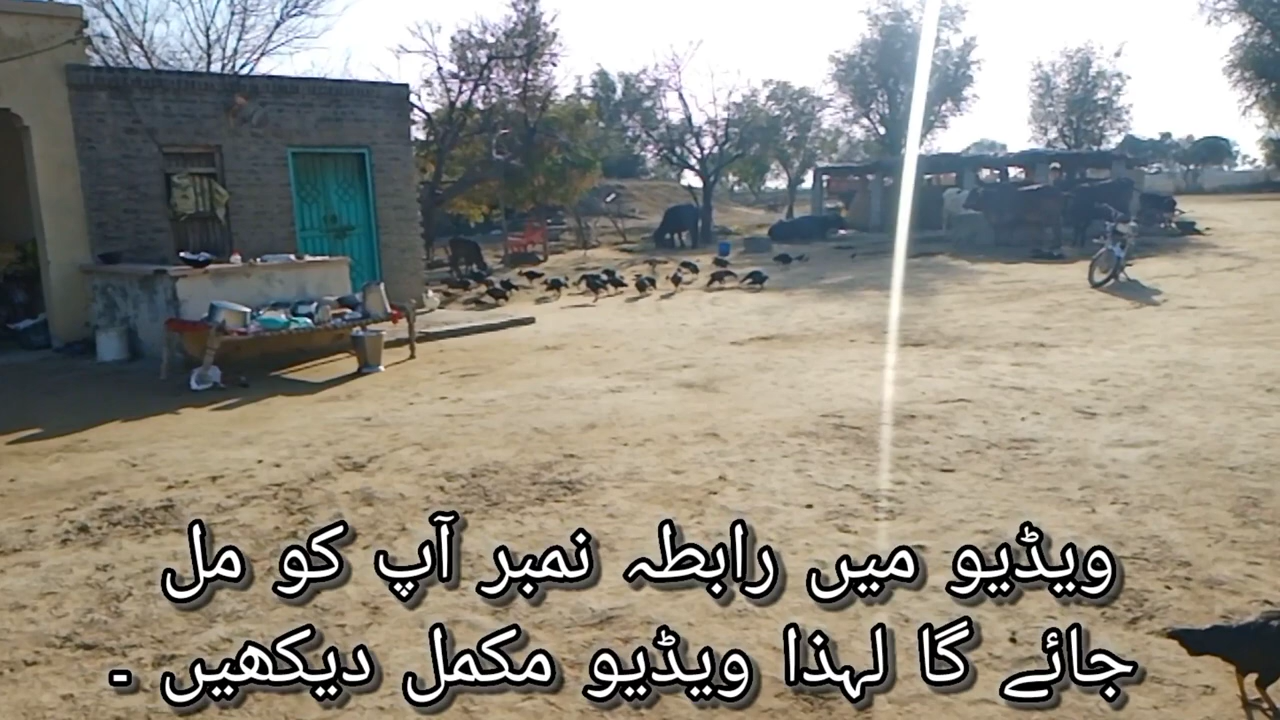 ویڈیو میں رابطہ نمبر آپ کو مل
جائے گا لہذا ویڈیو مکمل دیکھیں ۔